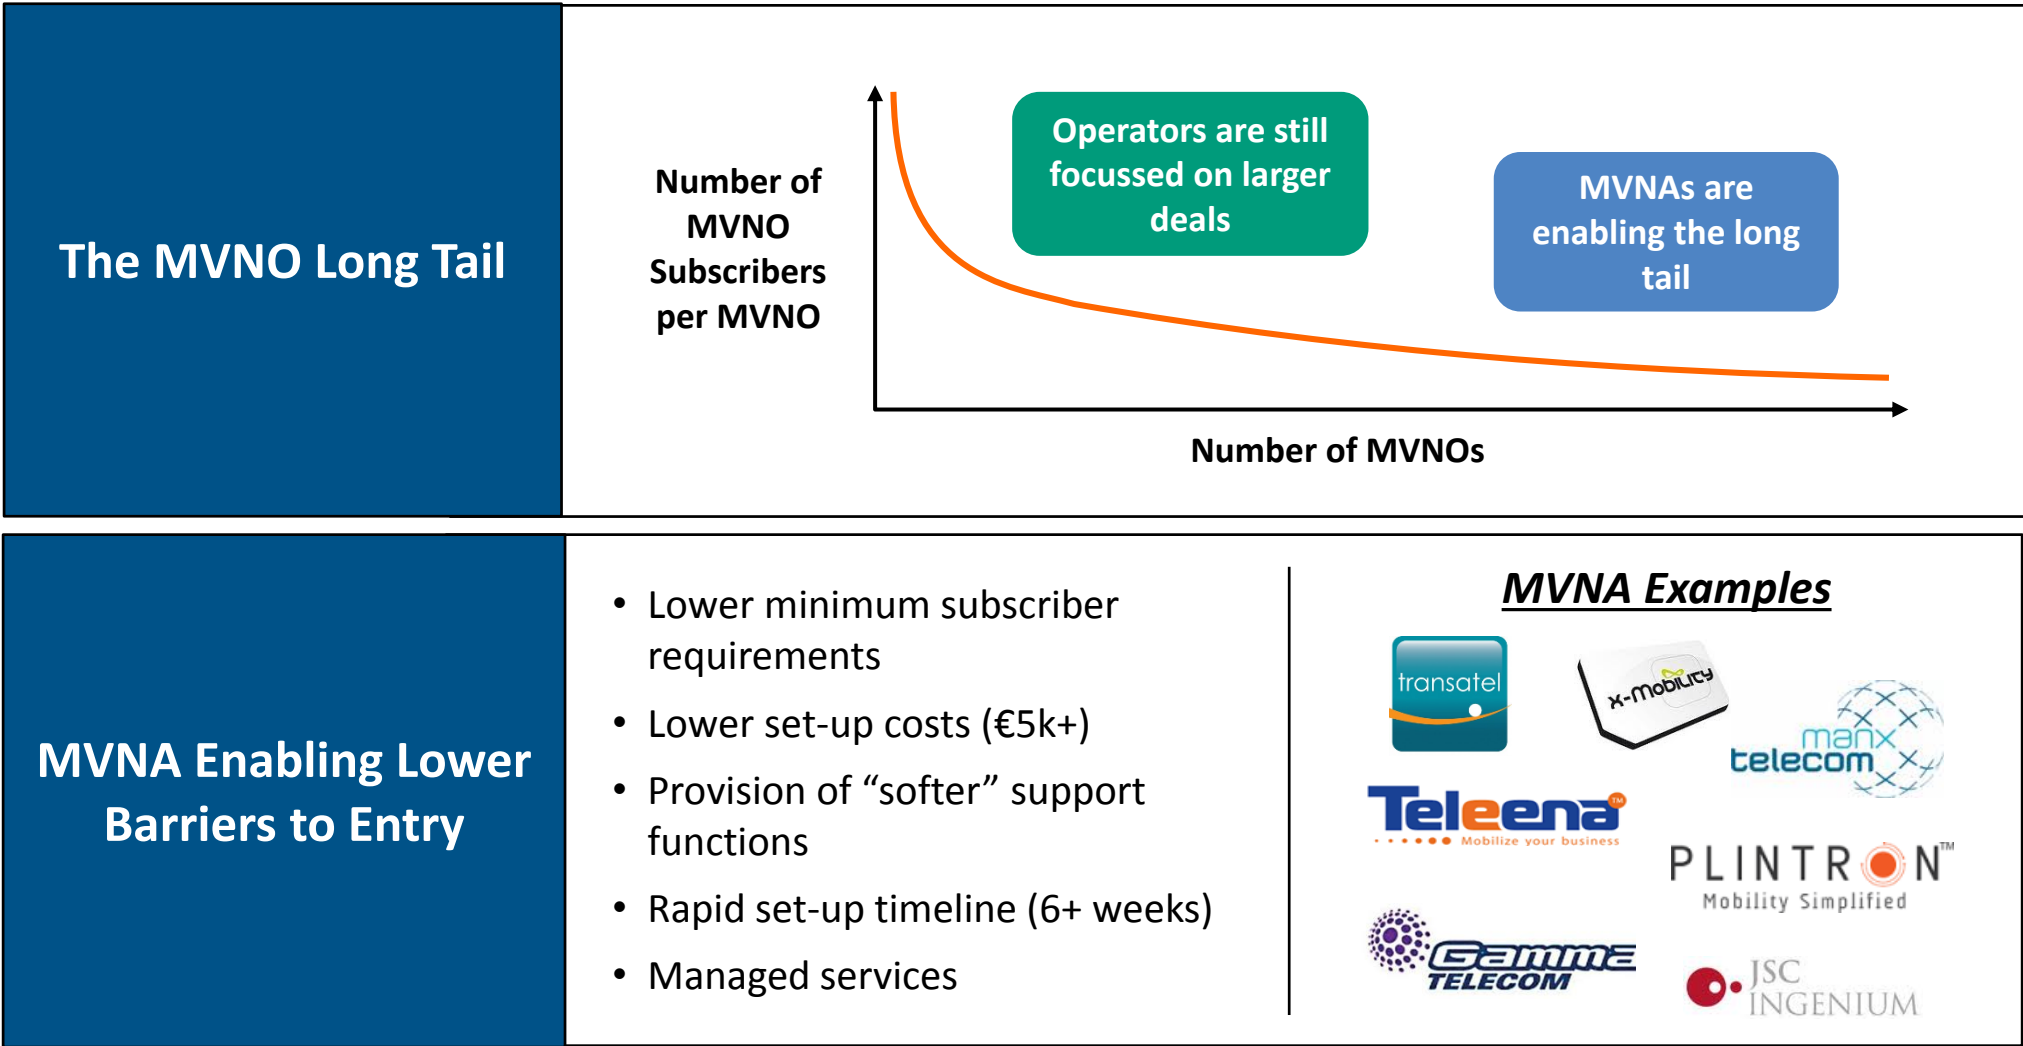 The MVNO Long Tail
Number of
MVNO
Subscribers
per MVNO
Operators are still
focussed on larger
deals
MVNAs are
enabling the long
tail
Number of MVNOs
MVNA Enabling Lower
Barriers to Entry
• Lower minimum subscriber
requirements
• Lower set-up costs (€5k+)
• Provision of “softer” support
functions
• Rapid set-up timeline (6+ weeks)
• Managed services
MVNA Examples
transatel
x-mobility
manx
telecom
Teleena™
Mobilize your business
PLINTRON™
Mobility Simplified
Gamma
TELECOM
JSC
INGENIUM